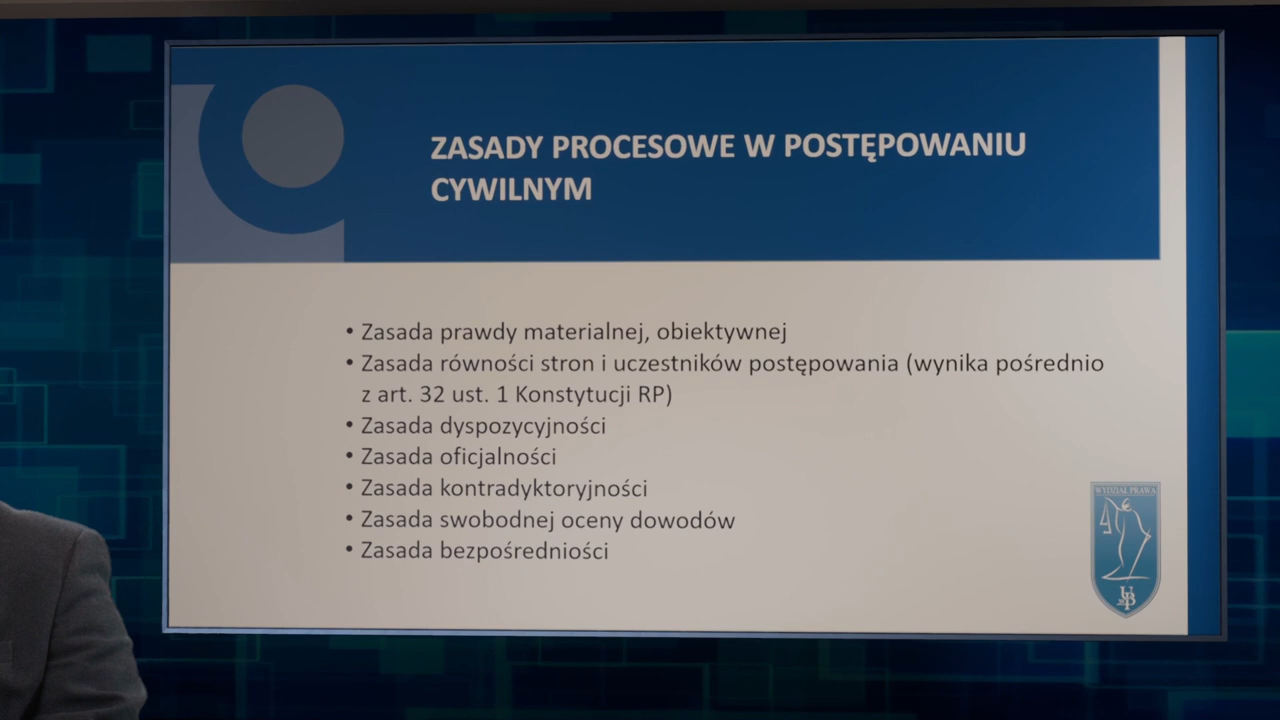 ZASADY PROCESOWE W POSTĘPOWANIU
CYWILNYM
• Zasada prawdy materialnej, obiektywnej
• Zasada równości stron i uczestników postępowania (wynika pośrednio
z art. 32 ust. 1 Konstytucji RP)
• Zasada dyspozycyjności
• Zasada oficjalności
• Zasada kontradyktoryjności
• Zasada swobodnej oceny dowodów
• Zasada bezpośredniości
WYDZIAŁ PRAWA